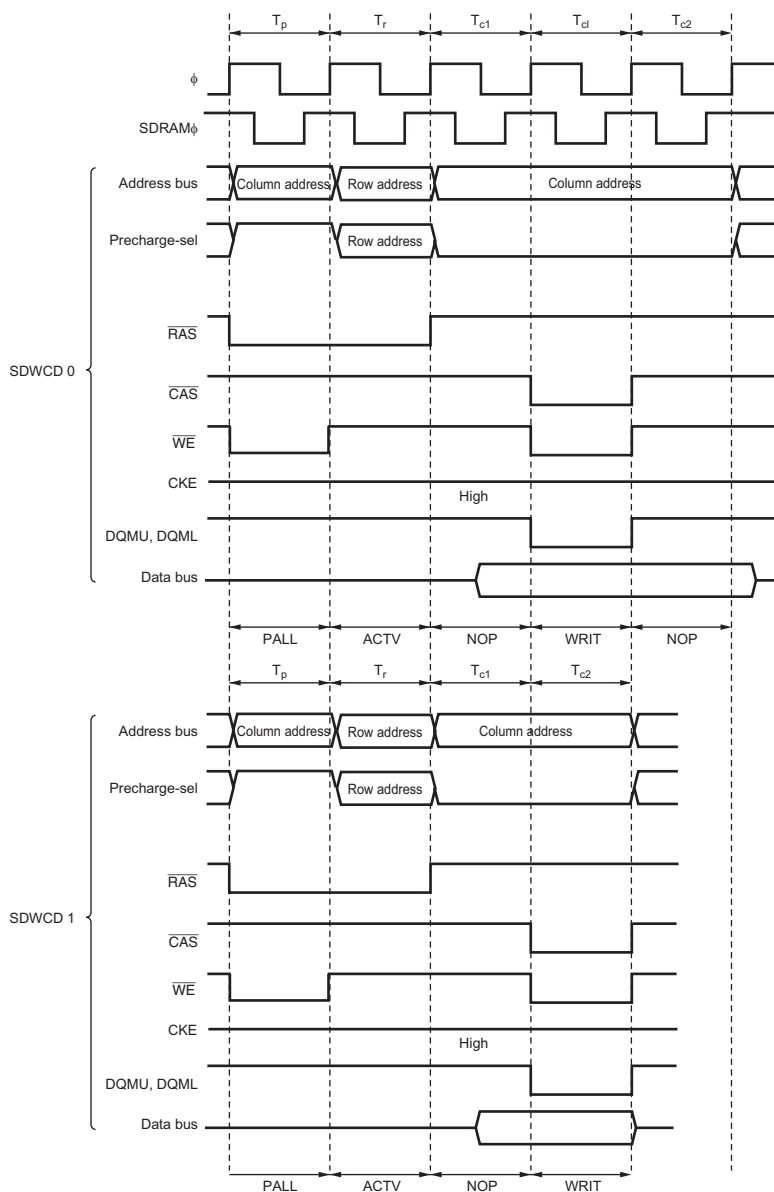 Tp Tr Tc1 Tcl Tc2
ϕ
SDRAMϕ
SDWCD 0
Address bus Column address Row address Column address
Precharge-sel Row address
RAS
CAS
WE
CKE
High
DQMU, DQML
Data bus
PALL ACTV NOP WRIT NOP
Tp Tr Tc1 Tc2
SDWCD 1
Address bus Column address Row address Column address
Precharge-sel Row address
RAS
CAS
WE
CKE
High
DQMU, DQML
Data bus
PALL ACTV NOP WRIT